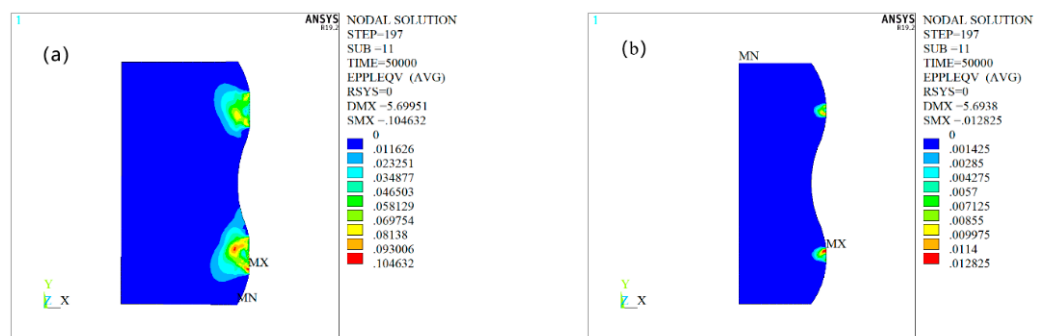 1
ANSYS
R19.2
(a)
NODAL SOLUTION
STEP=197
SUB =11
TIME=50000
EPPLEQV (AVG)
RSYS=0
DMX =5.69951
SMX =.104632
0
.011626
.023251
.034877
.046503
.058129
.069754
.08138
.093006
.104632
MX
MN
Y
Z X
1
ANSYS
R19.2
(b)
MN
NODAL SOLUTION
STEP=197
SUB =11
TIME=50000
EPPLEQV (AVG)
RSYS=0
DMX =5.6938
SMX =.012825
0
.001425
.00285
.004275
.0057
.007125
.00855
.009975
.0114
.012825
MX
Y
Z X